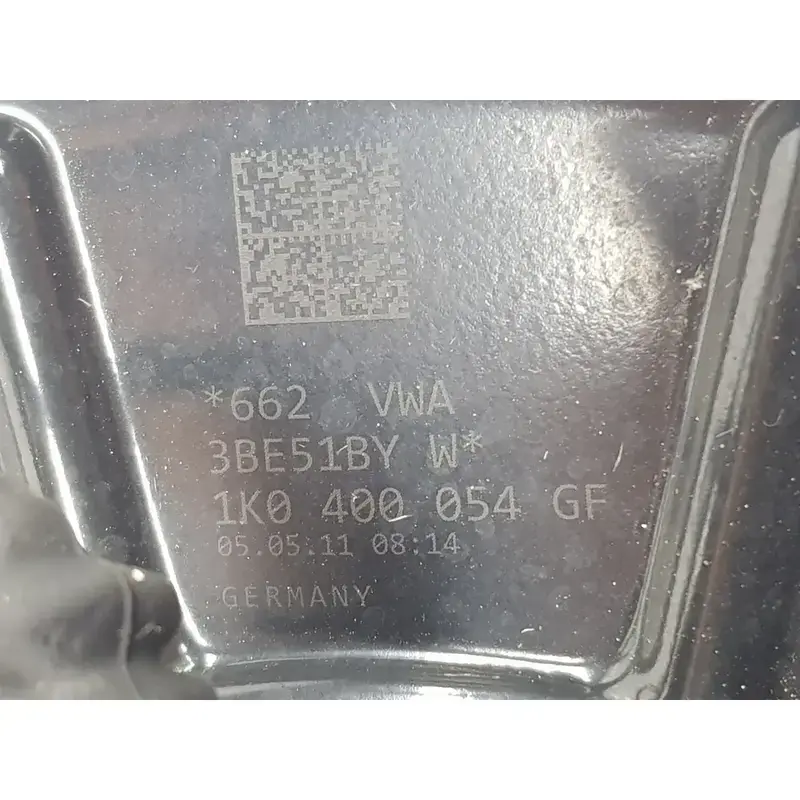 *662 VWA
3BE51BY W*
1K0 400 054 GF
05.05.11 08:14
GERMANY